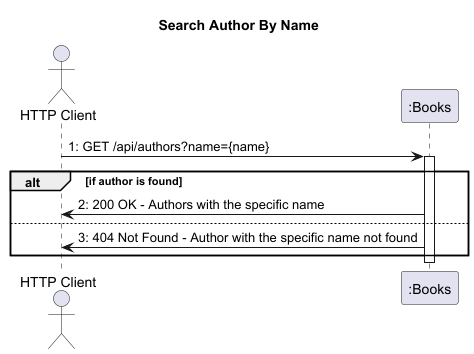 Search Author By Name
HTTP Client
:Books
1: GET /api/authors?name={name}
alt
[if author is found]
2: 200 OK - Authors with the specific name
3: 404 Not Found - Author with the specific name not found
HTTP Client
:Books